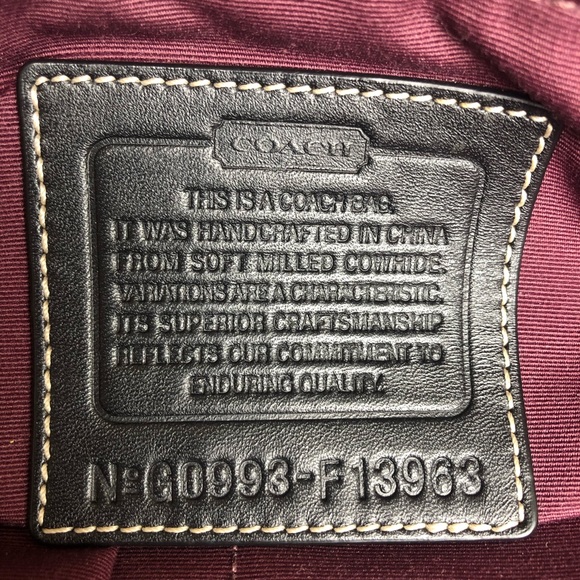 COACH
THIS IS A COACH BAG.
IT WAS HANDCRAFTED IN CHINA
FROM SOFT MILLED COWHIDE.
VARIATIONS ARE A CHARACTERISTIC.
ITS SUPERIOR CRAFTSMANSHIP
REFLECTS OUR COMMITMENT TO
ENDURING QUALITY.
NºG0993-F13963